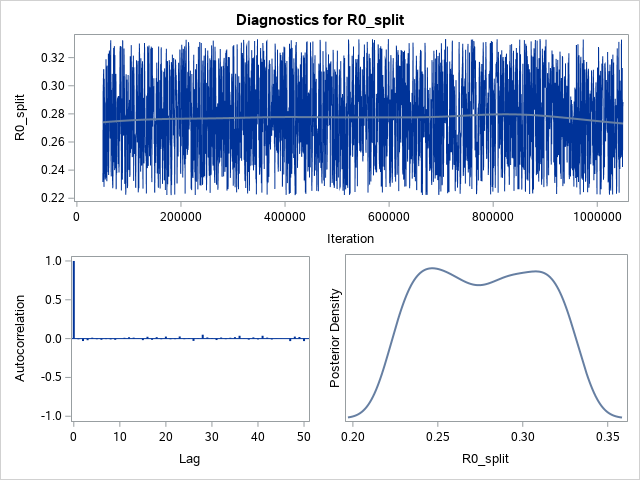 Diagnostics for R0_split
R0_split
0.32
0.30
0.28
0.26
0.24
0.22
0 200000 400000 600000 800000 1000000
Iteration
Autocorrelation
1.0
0.5
0.0
-0.5
-1.0
0 10 20 30 40 50
Lag
Posterior Density
0.20 0.25 0.30 0.35
R0_split